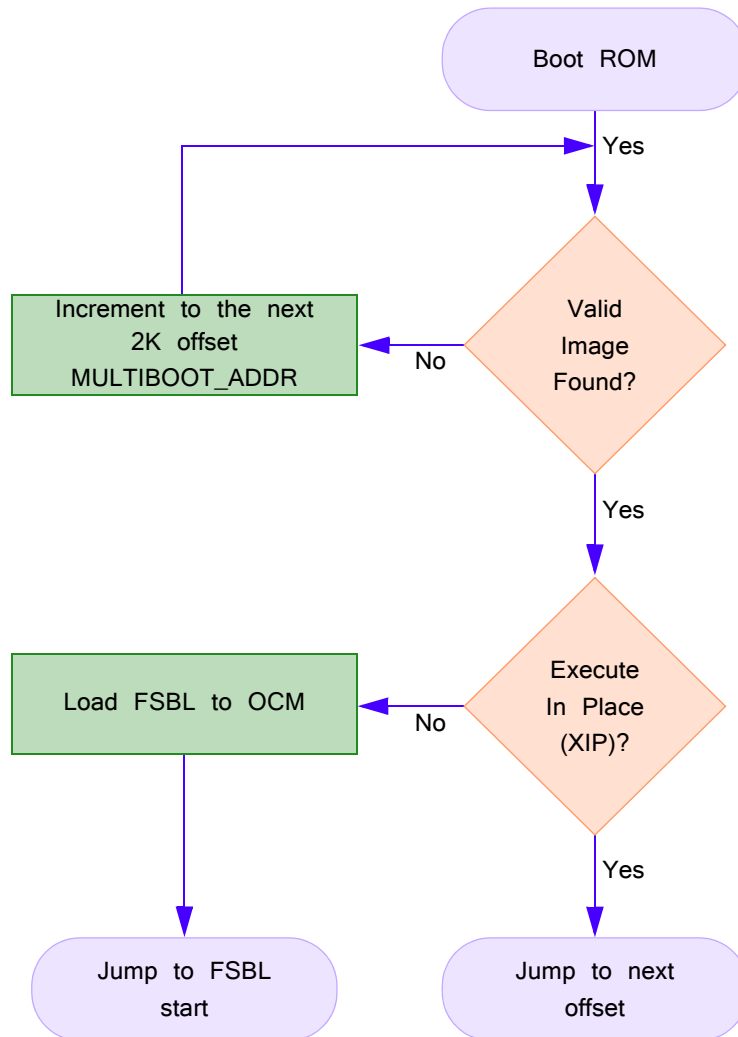 Boot ROM
Yes
Increment to the next
2K offset
MULTIBOOT_ADDR
No
Valid
Image
Found?
Yes
Load FSBL to OCM
No
Execute
In Place
(XIP)?
Yes
Jump to FSBL
start
Jump to next
offset